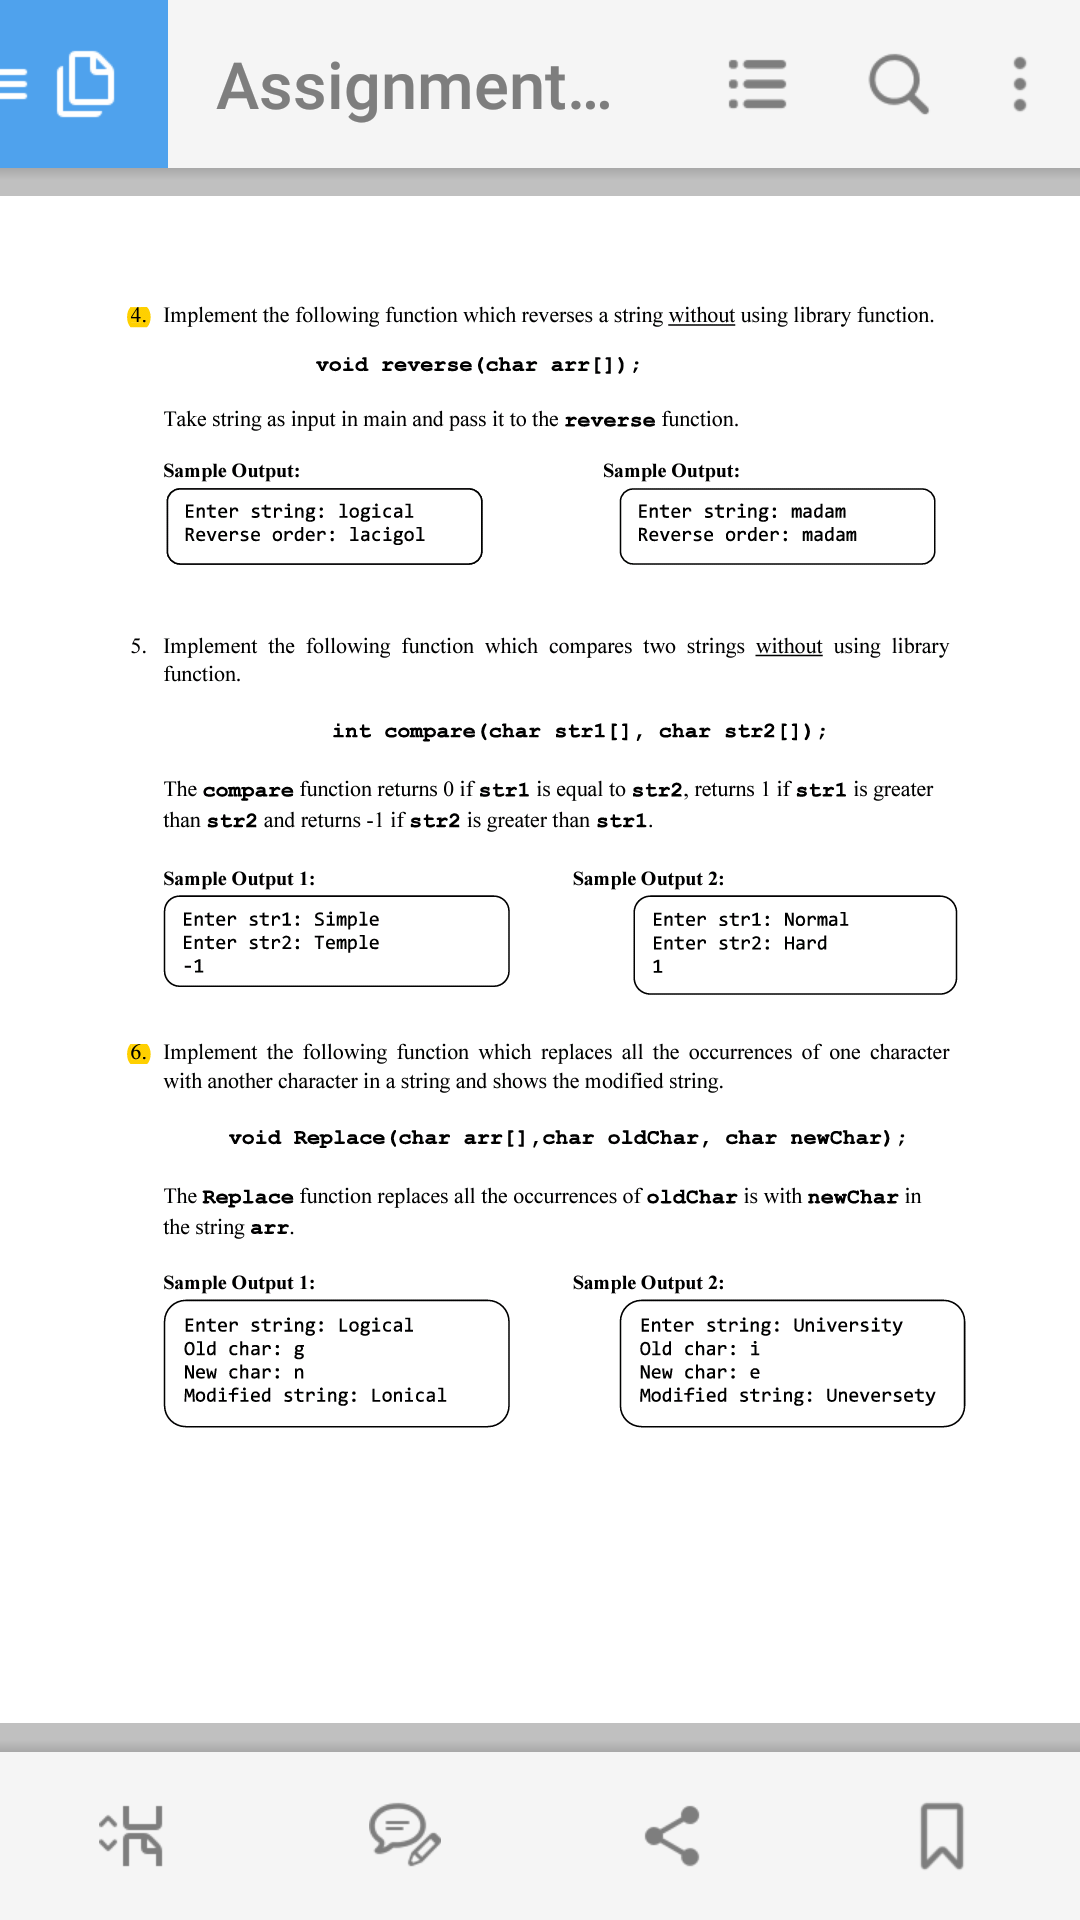 Assignment...
4. Implement the following function which reverses a string without using library function.
void reverse(char arr[]);
Take string as input in main and pass it to the reverse function.
Sample Output:
Enter string: logical
Reverse order: lacigol
Sample Output:
Enter string: madam
Reverse order: madam
5. Implement the following function which compares two strings without using library
function.
int compare(char str1[], char str2[]);
The compare function returns 0 if str1 is equal to str2, returns 1 if str1 is greater
than str2 and returns -1 if str2 is greater than str1.
Sample Output 1:
Enter str1: Simple
Enter str2: Temple
-1
Sample Output 2:
Enter str1: Normal
Enter str2: Hard
1
6. Implement the following function which replaces all the occurrences of one character
with another character in a string and shows the modified string.
void Replace(char arr[],char oldChar, char newChar);
The Replace function replaces all the occurrences of oldChar is with newChar in
the string arr.
Sample Output 1:
Enter string: Logical
Old char: g
New char: n
Modified string: Lonical
Sample Output 2:
Enter string: University
Old char: i
New char: e
Modified string: Uneversety